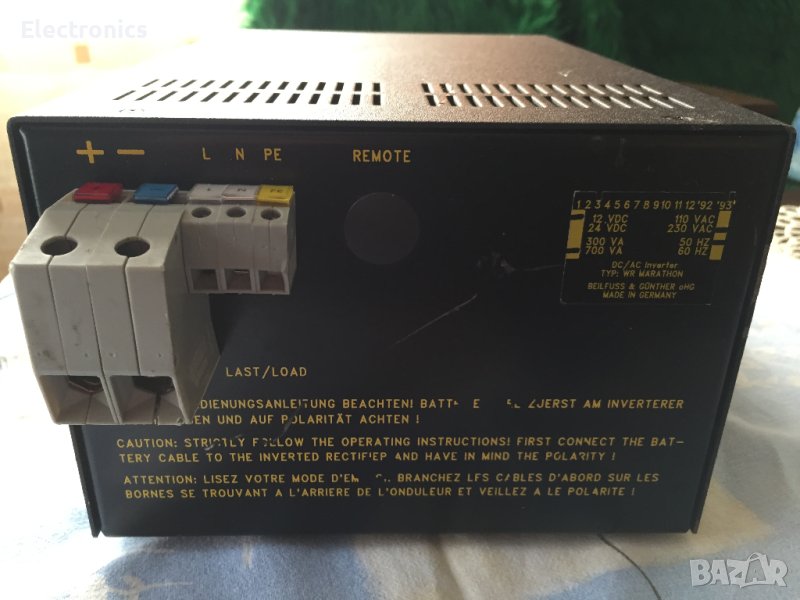 Electronics
+ − L N PE REMOTE
L N PE
1 2 3 4 5 6 7 8 9 10 11 12 '92 '93
12 VDC 110 VAC
24 VDC 230 VAC
300 VA 50 HZ
700 VA 60 HZ
DC/AC Inverter
TYP: WR MARATHON
BEILFUSS & GÜNTHER oHG
MADE IN GERMANY
LAST/LOAD
DIENUNGSANLEITUNG BEACHTEN! BATT E ZUERST AM INVERTERER
EN UND AUF POLARITÄT ACHTEN !
CAUTION: STRICTLY FOLLOW THE OPERATING INSTRUCTIONS! FIRST CONNECT THE BAT-
TERY CABLE TO THE INVERTED RECTIFIER AND HAVE IN MIND THE POLARITY !
ATTENTION: LISEZ VOTRE MODE D'EM BRANCHEZ LES CABLES D'ABORD SUR LES
BORNES SE TROUVANT A L'ARRIERE DE L'ONDULEUR ET VEILLEZ A LE POLARITE !
BAZAR